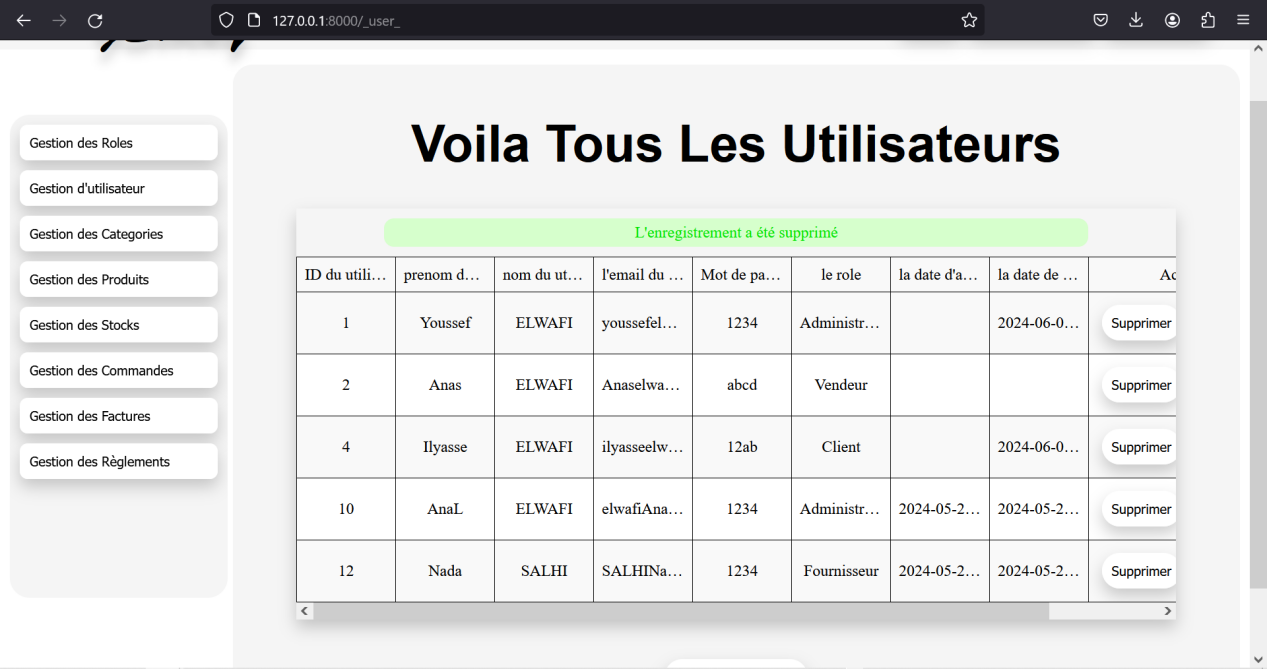 127.0.0.1:8000/_user_
Voila Tous Les Utilisateurs
Gestion des Roles
Gestion d'utilisateur
Gestion des Categories
Gestion des Produits
Gestion des Stocks
Gestion des Commandes
Gestion des Factures
Gestion des Règlements
L'enregistrement a été supprimé
ID du utili… prenom d… nom du ut… l'email du … Mot de pa… le role la date d'a… la date de … Ac
1 Youssef ELWAFI youssefel… 1234 Administr… 2024-06-0… Supprimer
2 Anas ELWAFI Anaselwa… abcd Vendeur Supprimer
4 Ilyasse ELWAFI ilyasseelw… 12ab Client 2024-06-0… Supprimer
10 AnaL ELWAFI elwafiAna… 1234 Administr… 2024-05-2… 2024-05-2… Supprimer
12 Nada SALHI SALHINa… 1234 Fournisseur 2024-05-2… 2024-05-2… Supprimer